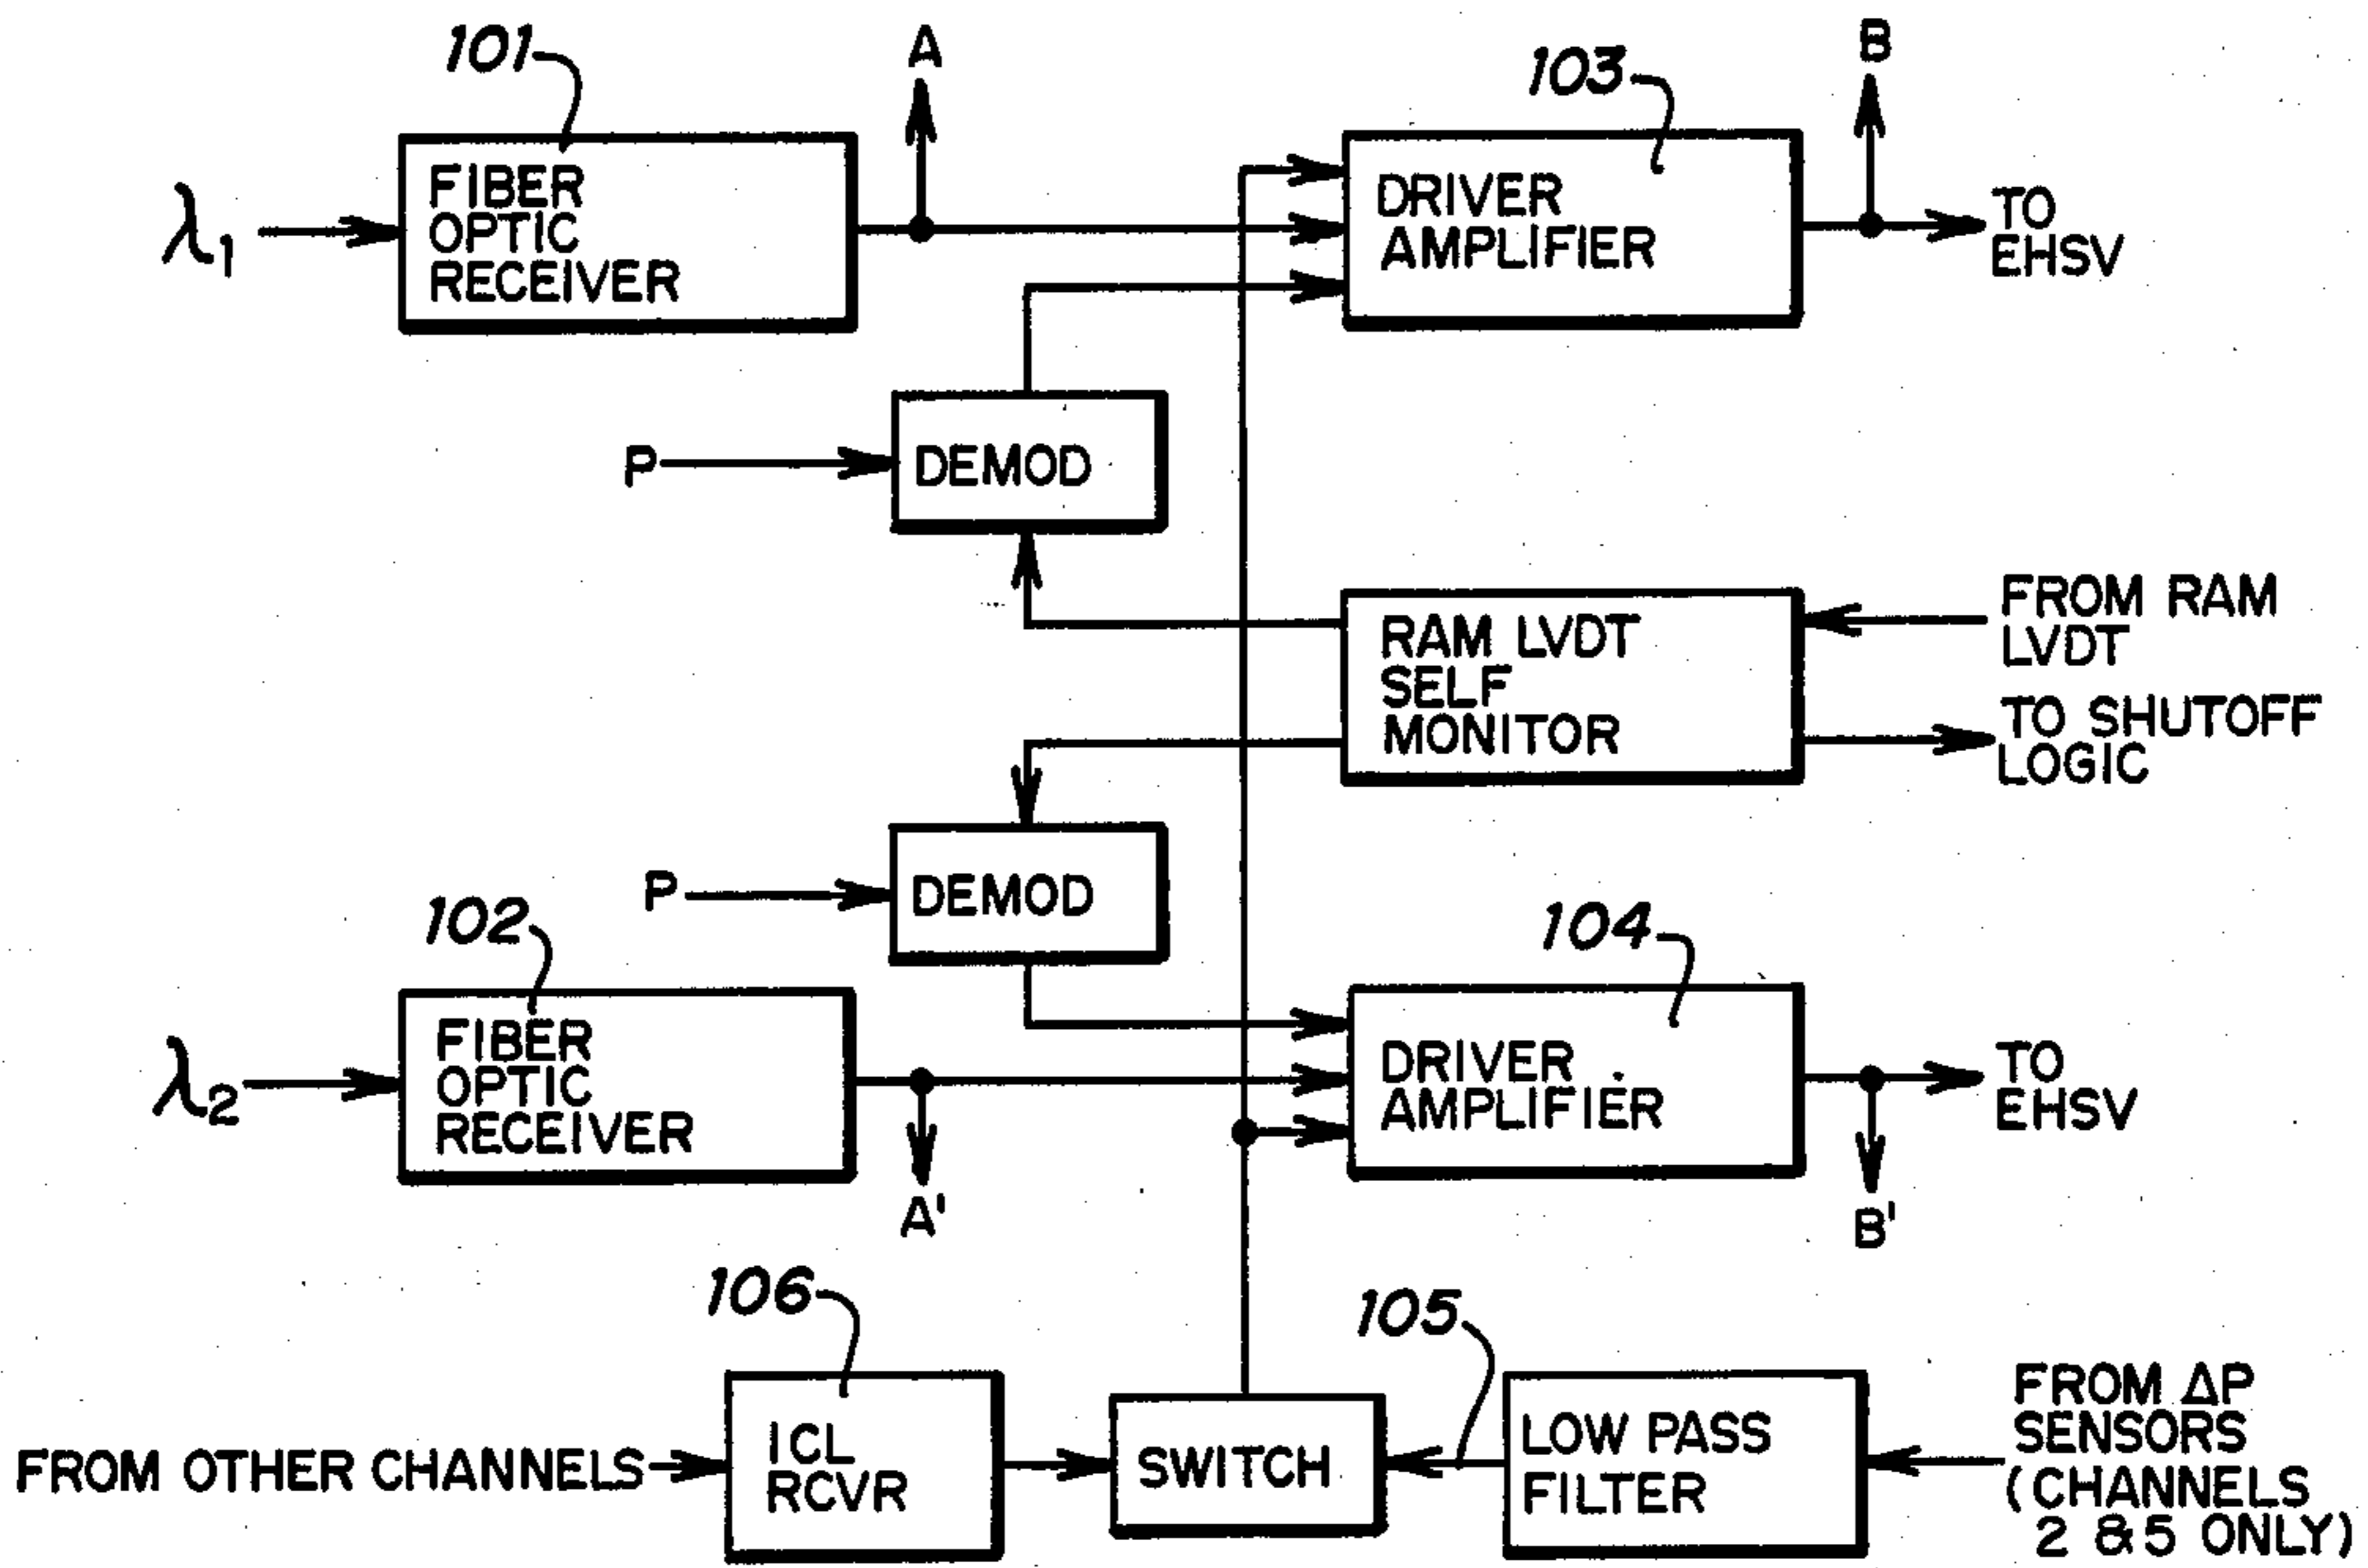 101
A
103
B
λ1
FIBER
OPTIC
RECEIVER
DRIVER
AMPLIFIER
TO
EHSV
P
DEMOD
RAM LVDT
SELF
MONITOR
FROM RAM
LVDT
TO SHUTOFF
LOGIC
P
DEMOD
102
104
λ2
FIBER
OPTIC
RECEIVER
DRIVER
AMPLIFIER
TO
EHSV
A'
B'
106
105
FROM OTHER CHANNELS
ICL
RCVR
SWITCH
LOW PASS
FILTER
FROM ΔP
SENSORS
(CHANNELS
2 & 5 ONLY)